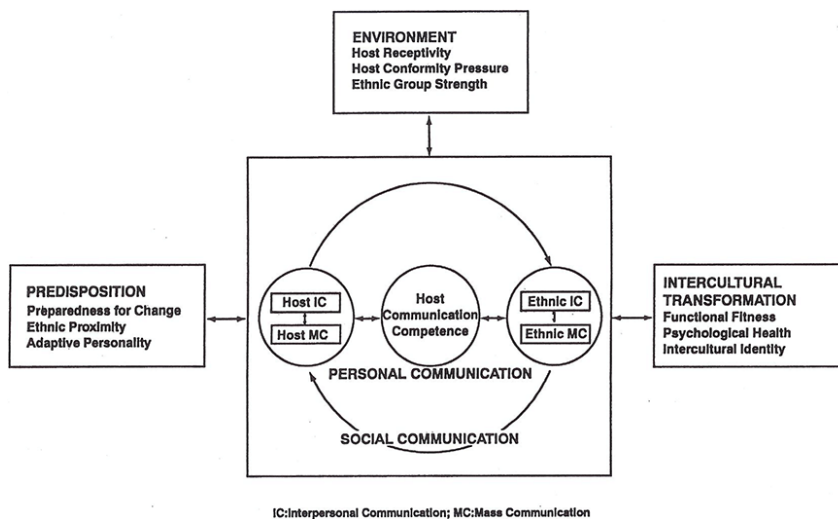 ENVIRONMENT
Host Receptivity
Host Conformity Pressure
Ethnic Group Strength
PREDISPOSITION
Preparedness for Change
Ethnic Proximity
Adaptive Personality
Host IC
Host MC
Host
Communication
Competence
Ethnic IC
Ethnic MC
PERSONAL COMMUNICATION
SOCIAL COMMUNICATION
INTERCULTURAL
TRANSFORMATION
Functional Fitness
Psychological Health
Intercultural Identity
IC:Interpersonal Communication; MC:Mass Communication